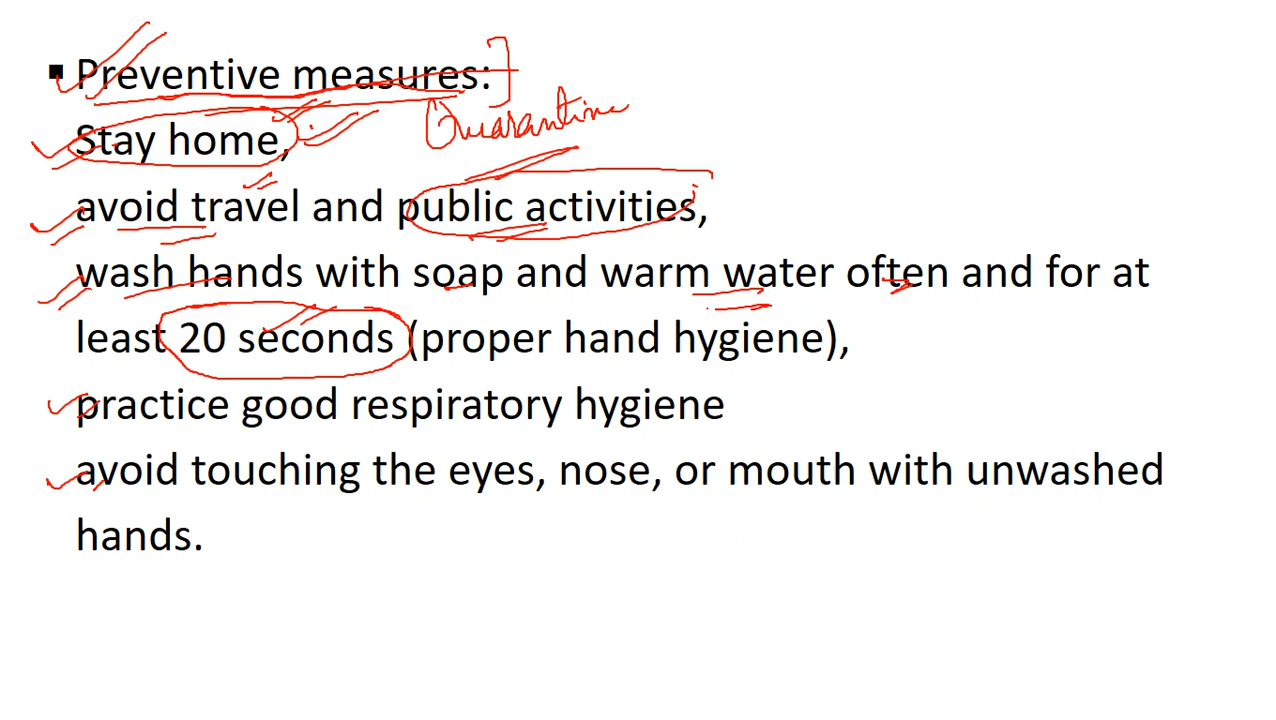 ▪ Preventive measures:
Stay home,
Quarantine
avoid travel and public activities,
wash hands with soap and warm water often and for at
least 20 seconds (proper hand hygiene),
practice good respiratory hygiene
avoid touching the eyes, nose, or mouth with unwashed
hands.